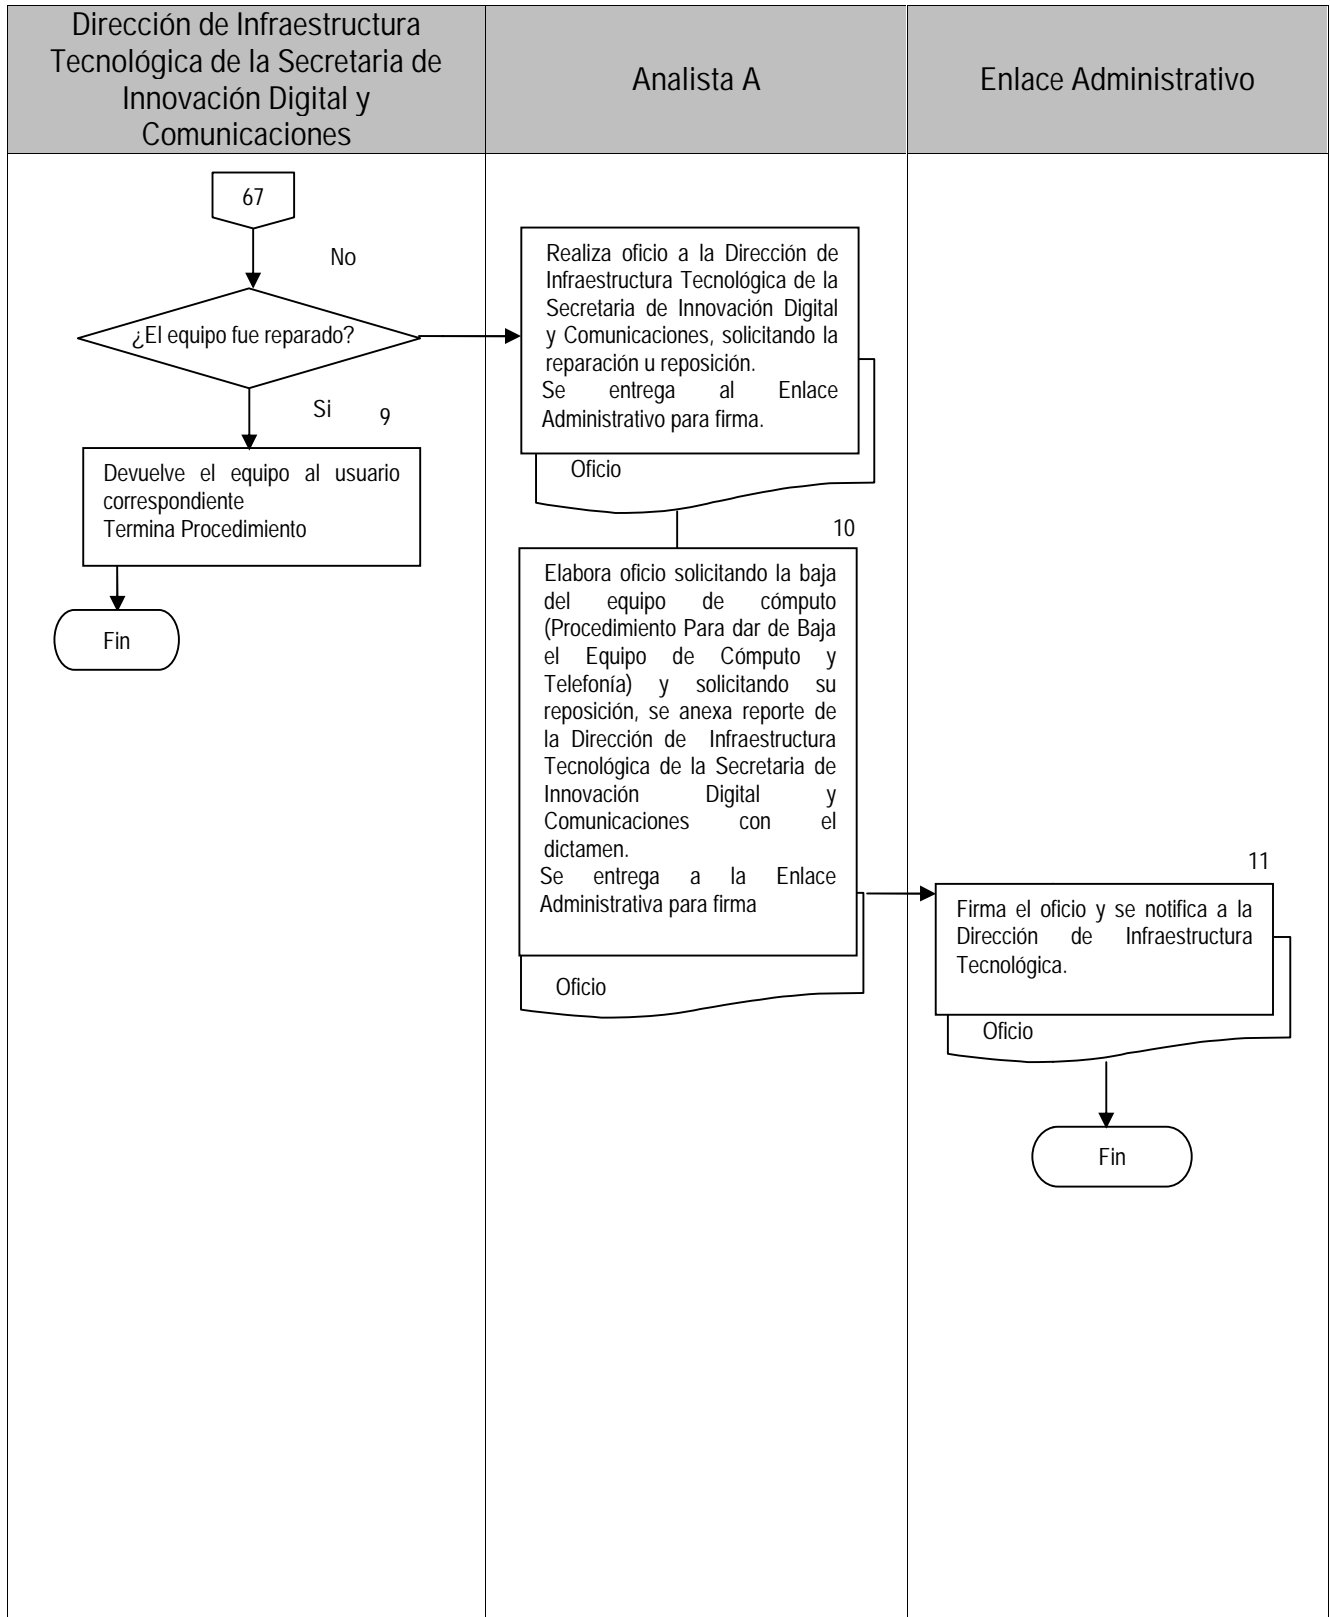 Dirección de Infraestructura
Tecnológica de la Secretaria de
Innovación Digital y
Comunicaciones
Analista A
Enlace Administrativo
67
No
¿El equipo fue reparado?
Si
9
Devuelve el equipo al usuario
correspondiente
Termina Procedimiento
Fin
Realiza oficio a la Dirección de
Infraestructura Tecnológica de la
Secretaria de Innovación Digital
y Comunicaciones, solicitando la
reparación u reposición.
Se entrega al Enlace
Administrativo para firma.
Oficio
10
Elabora oficio solicitando la baja
del equipo de cómputo
(Procedimiento Para dar de Baja
el Equipo de Cómputo y
Telefonía) y solicitando su
reposición, se anexa reporte de
la Dirección de Infraestructura
Tecnológica de la Secretaria de
Innovación Digital y
Comunicaciones con el
dictamen.
Se entrega a la Enlace
Administrativa para firma
Oficio
11
Firma el oficio y se notifica a la
Dirección de Infraestructura
Tecnológica.
Oficio
Fin